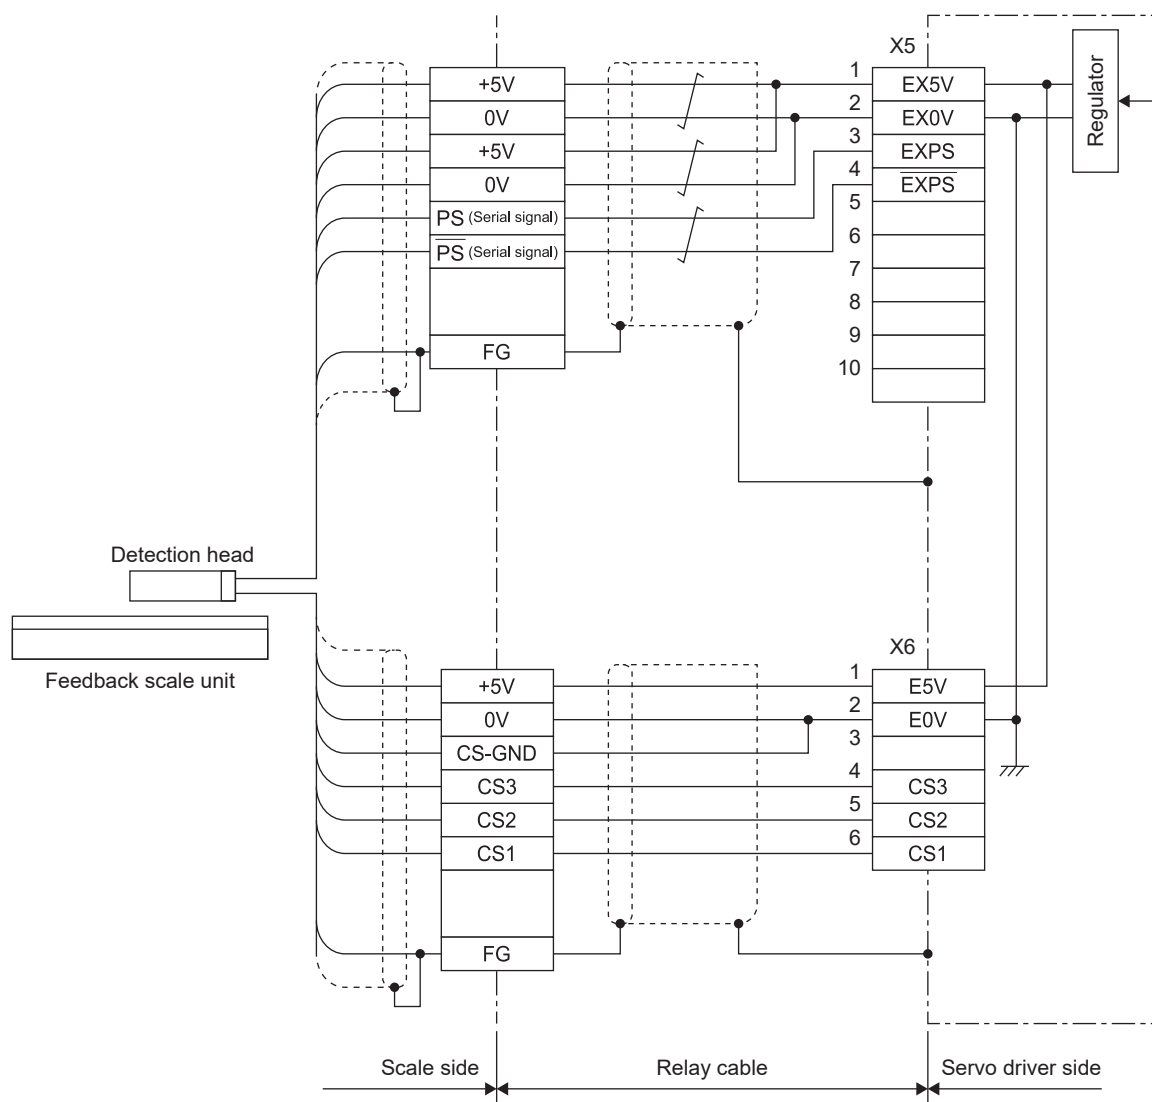 X5
+5V
0V
+5V
0V
PS (Serial signal)
P̅S̅ (Serial signal)
FG
1
2
3
4
5
6
7
8
9
10
EX5V
EX0V
EXPS
E̅X̅P̅S̅
Regulator
Detection head
Feedback scale unit
X6
+5V
0V
CS-GND
CS3
CS2
CS1
FG
1
2
3
4
5
6
E5V
E0V
CS3
CS2
CS1
Scale side
Relay cable
Servo driver side